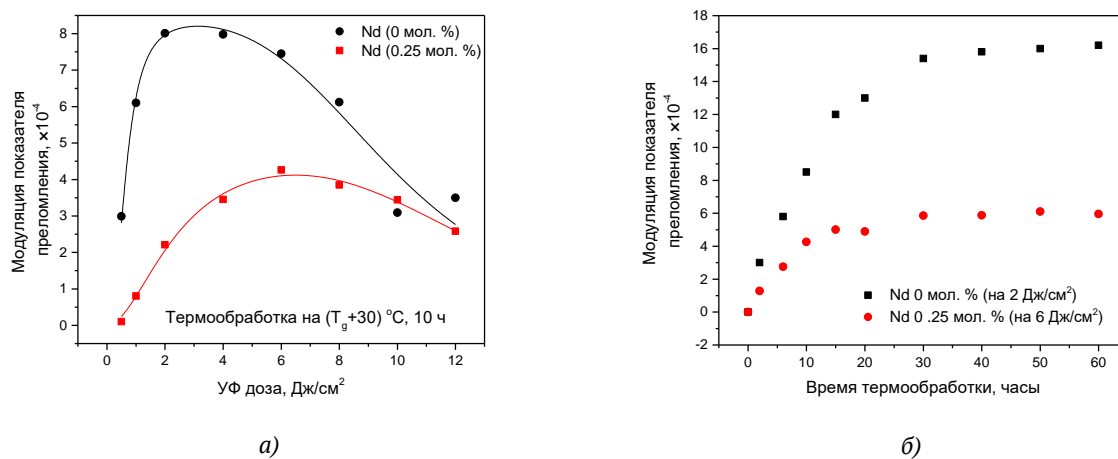 Модуляция показателя
преломления, ×10⁻⁴
8
7
6
5
4
3
2
1
0
Nd (0 мол. %)
Nd (0.25 мол. %)
Термообработка на (Tg+30) °C, 10 ч
0 2 4 6 8 10 12
УФ доза, Дж/см²
а)
Модуляция показателя
преломления, ×10⁻⁴
18
16
14
12
10
8
6
4
2
0
-2
Nd 0 мол. % (на 2 Дж/см²)
Nd 0 .25 мол. % (на 6 Дж/см²)
0 10 20 30 40 50 60
Время термообработки, часы
б)